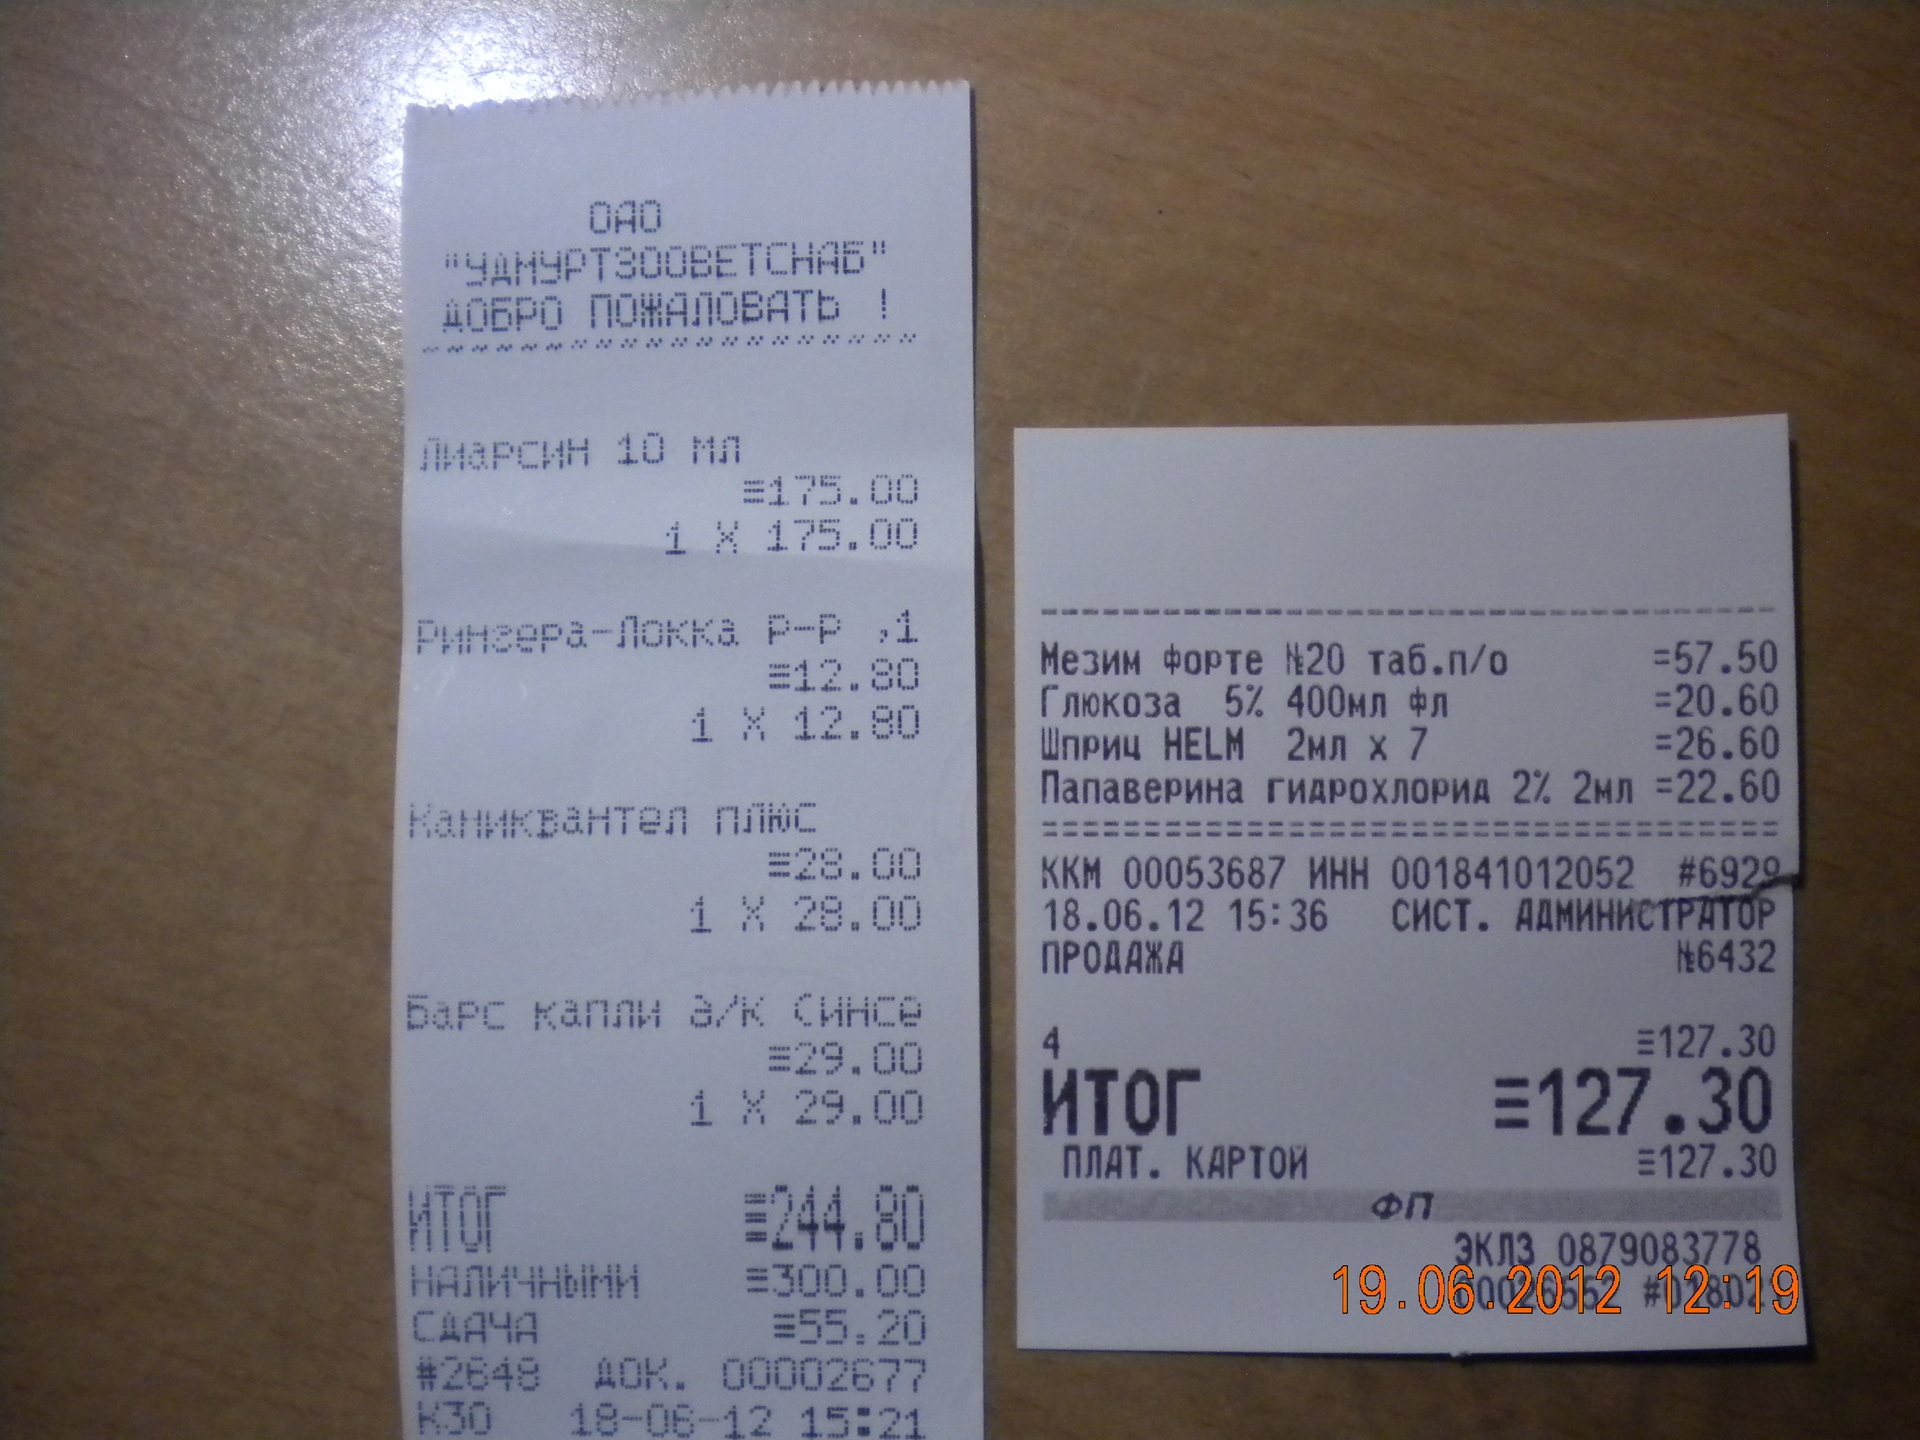 ОАО
"УДМУРТЗООВЕТСНАБ"
ДОБРО ПОЖАЛОВАТЬ !
Лиарсин 10 мл
≡175.00
1 X 175.00
Рингера-Локка р-р ,1
≡12.80
1 X 12.80
Каниквантел плюс
≡28.00
1 X 28.00
Барс капли д/к (инсе
≡29.00
1 X 29.00
ИТОГ ≡244.80
НАЛИЧНЫМИ ≡300.00
СДАЧА ≡55.20
#2648 ДОК. 00002677
К30 18-06-12 15:21
Мезим форте №20 таб.п/о =57.50
Глюкоза 5% 400мл фл =20.60
Шприц HELM 2мл x 7 =26.60
Папаверина гидрохлорид 2% 2мл =22.60
ККМ 00053687 ИНН 001841012052 #6929
18.06.12 15:36 СИСТ. АДМИНИСТРАТОР
ПРОДАЖА №6432
4 ≡127.30
ИТОГ ≡127.30
ПЛАТ. КАРТОЙ ≡127.30
ФП
ЭКЛЗ 0879083778
19.06.2012 12:19